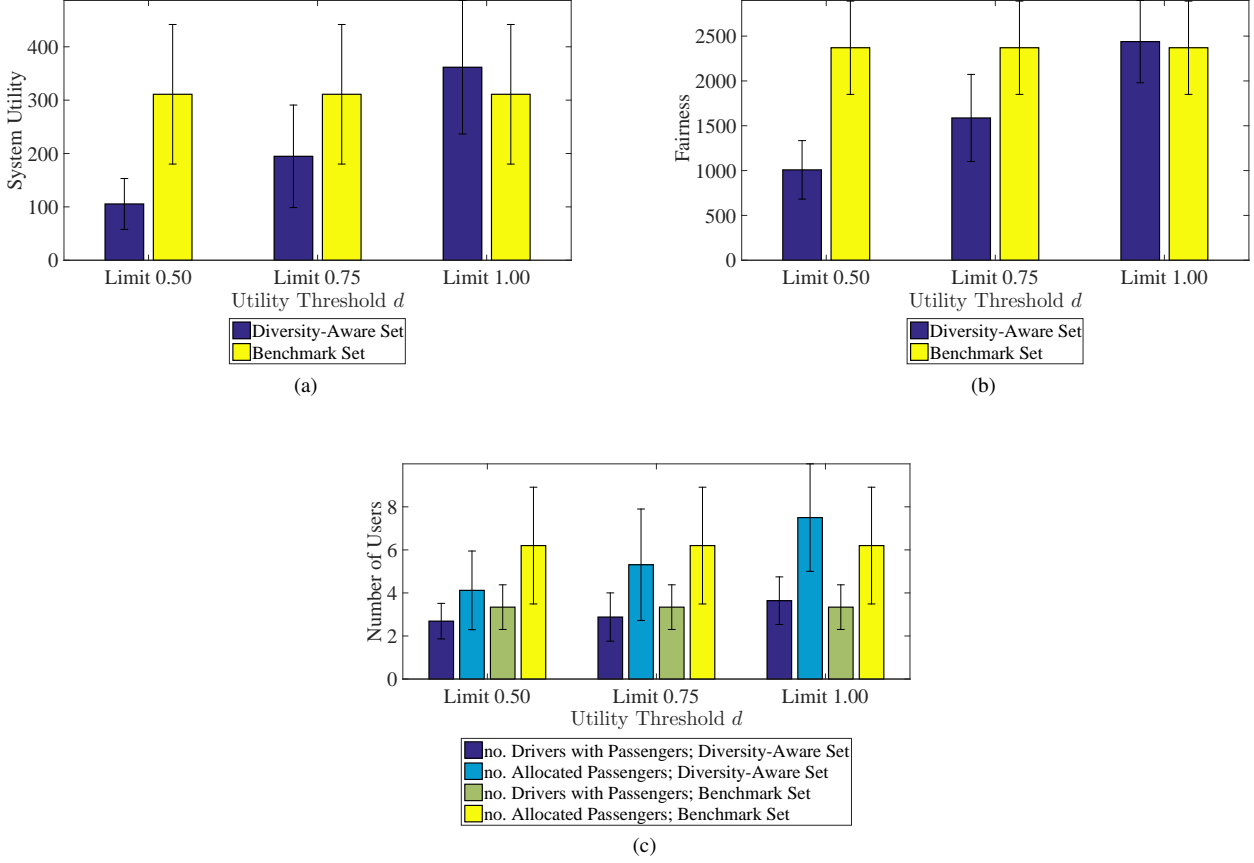 System Utility
400
300
200
100
0
Limit 0.50 Limit 0.75 Limit 1.00
Utility Threshold d
Diversity-Aware Set
Benchmark Set
(a)
Fairness
2500
2000
1500
1000
500
0
Limit 0.50 Limit 0.75 Limit 1.00
Utility Threshold d
Diversity-Aware Set
Benchmark Set
(b)
Number of Users
8
6
4
2
0
Limit 0.50 Limit 0.75 Limit 1.00
Utility Threshold d
no. Drivers with Passengers; Diversity-Aware Set
no. Allocated Passengers; Diversity-Aware Set
no. Drivers with Passengers; Benchmark Set
no. Allocated Passengers; Benchmark Set
(c)